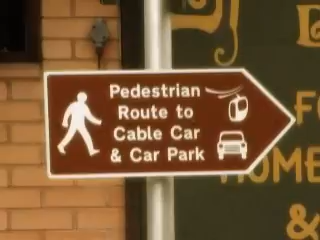 Pedestrian
Route to
Cable Car
& Car Park
FO
HOME
&